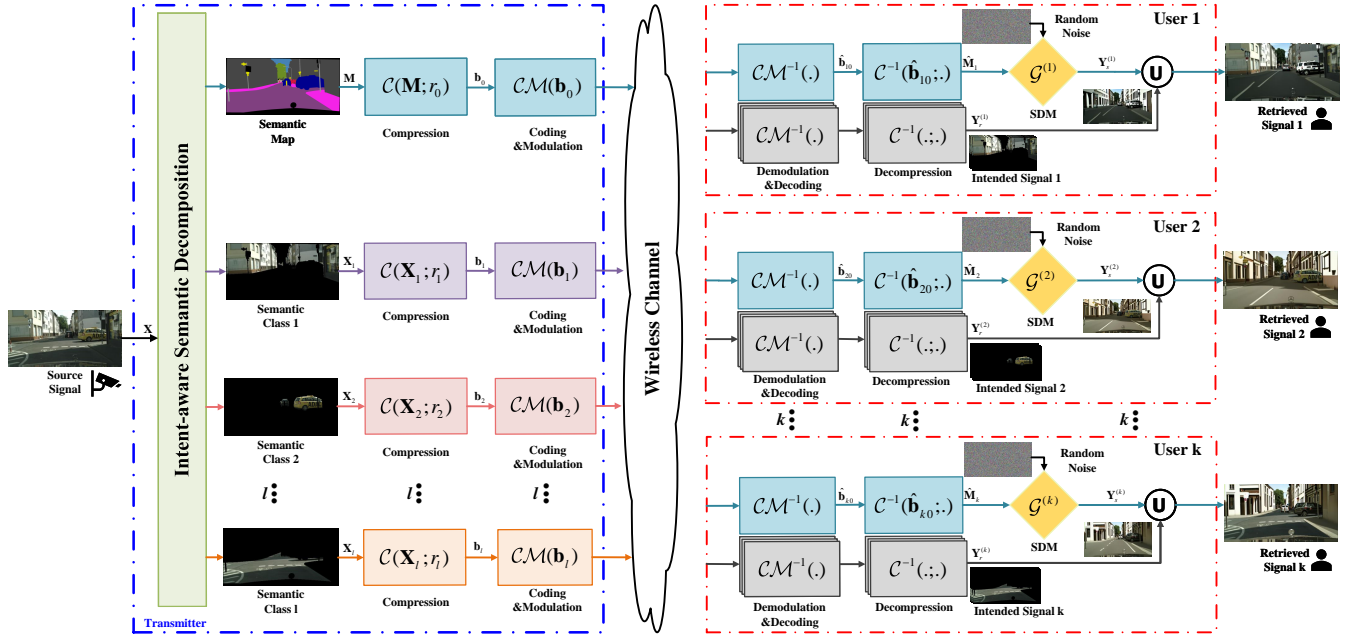 Source
Signal
X
Intent-aware Semantic Decomposition
Transmitter
Semantic
Map
M
C(M;r₀)
Compression
b₀
CM(b₀)
Coding
&Modulation
Semantic
Class 1
X₁
C(X₁;r₁)
Compression
b₁
CM(b₁)
Coding
&Modulation
Semantic
Class 2
X₂
C(X₂;r₂)
Compression
b₂
CM(b₂)
Coding
&Modulation
l
l
l
Semantic
Class l
X_l
C(X_l;r_l)
Compression
b_l
CM(b_l)
Coding
&Modulation
Wireless Channel
User 1
Random
Noise
CM⁻¹(.)
b̂₁₀
C⁻¹(b̂₁₀;.)
M̂₁
G⁽¹⁾
SDM
Yₛ⁽¹⁾
U
CM⁻¹(.)
C⁻¹(.;.)
Yᵣ⁽¹⁾
Demodulation
&Decoding
Decompression
Intended Signal 1
Retrieved
Signal 1
User 2
Random
Noise
CM⁻¹(.)
b̂₂₀
C⁻¹(b̂₂₀;.)
M̂₂
G⁽²⁾
SDM
Yₛ⁽²⁾
U
CM⁻¹(.)
C⁻¹(.;.)
Yᵣ⁽²⁾
Demodulation
&Decoding
Decompression
Intended Signal 2
Retrieved
Signal 2
k
k
k
User k
Random
Noise
CM⁻¹(.)
b̂ₖ₀
C⁻¹(b̂ₖ₀;.)
M̂ₖ
G⁽ᵏ⁾
SDM
Yₛ⁽ᵏ⁾
U
CM⁻¹(.)
C⁻¹(.;.)
Yᵣ⁽ᵏ⁾
Demodulation
&Decoding
Decompression
Intended Signal k
Retrieved
Signal k